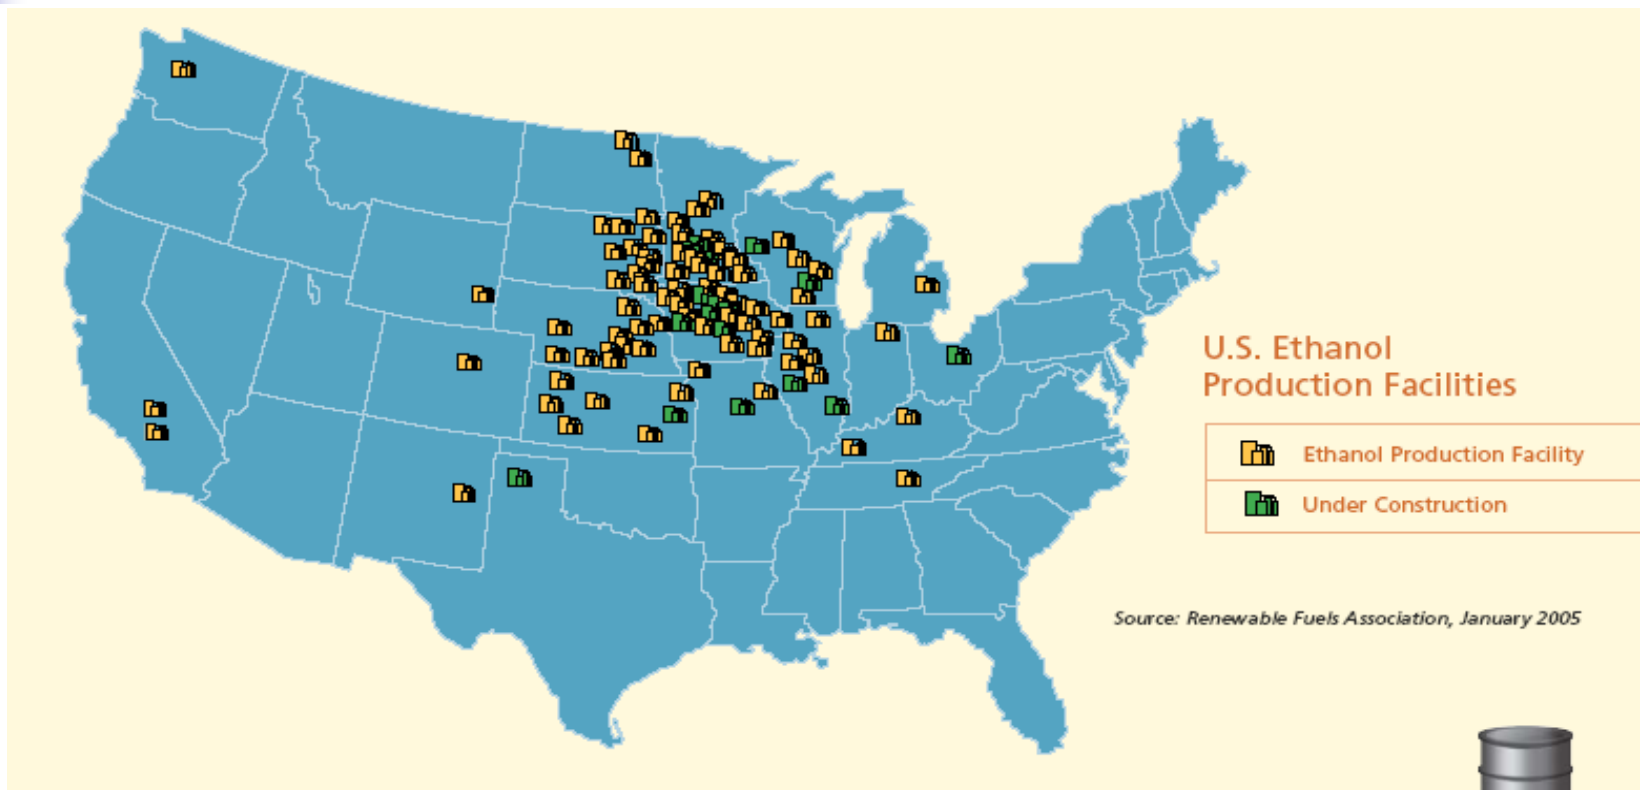 U.S. Ethanol
Production Facilities
Ethanol Production Facility
Under Construction
Source: Renewable Fuels Association, January 2005